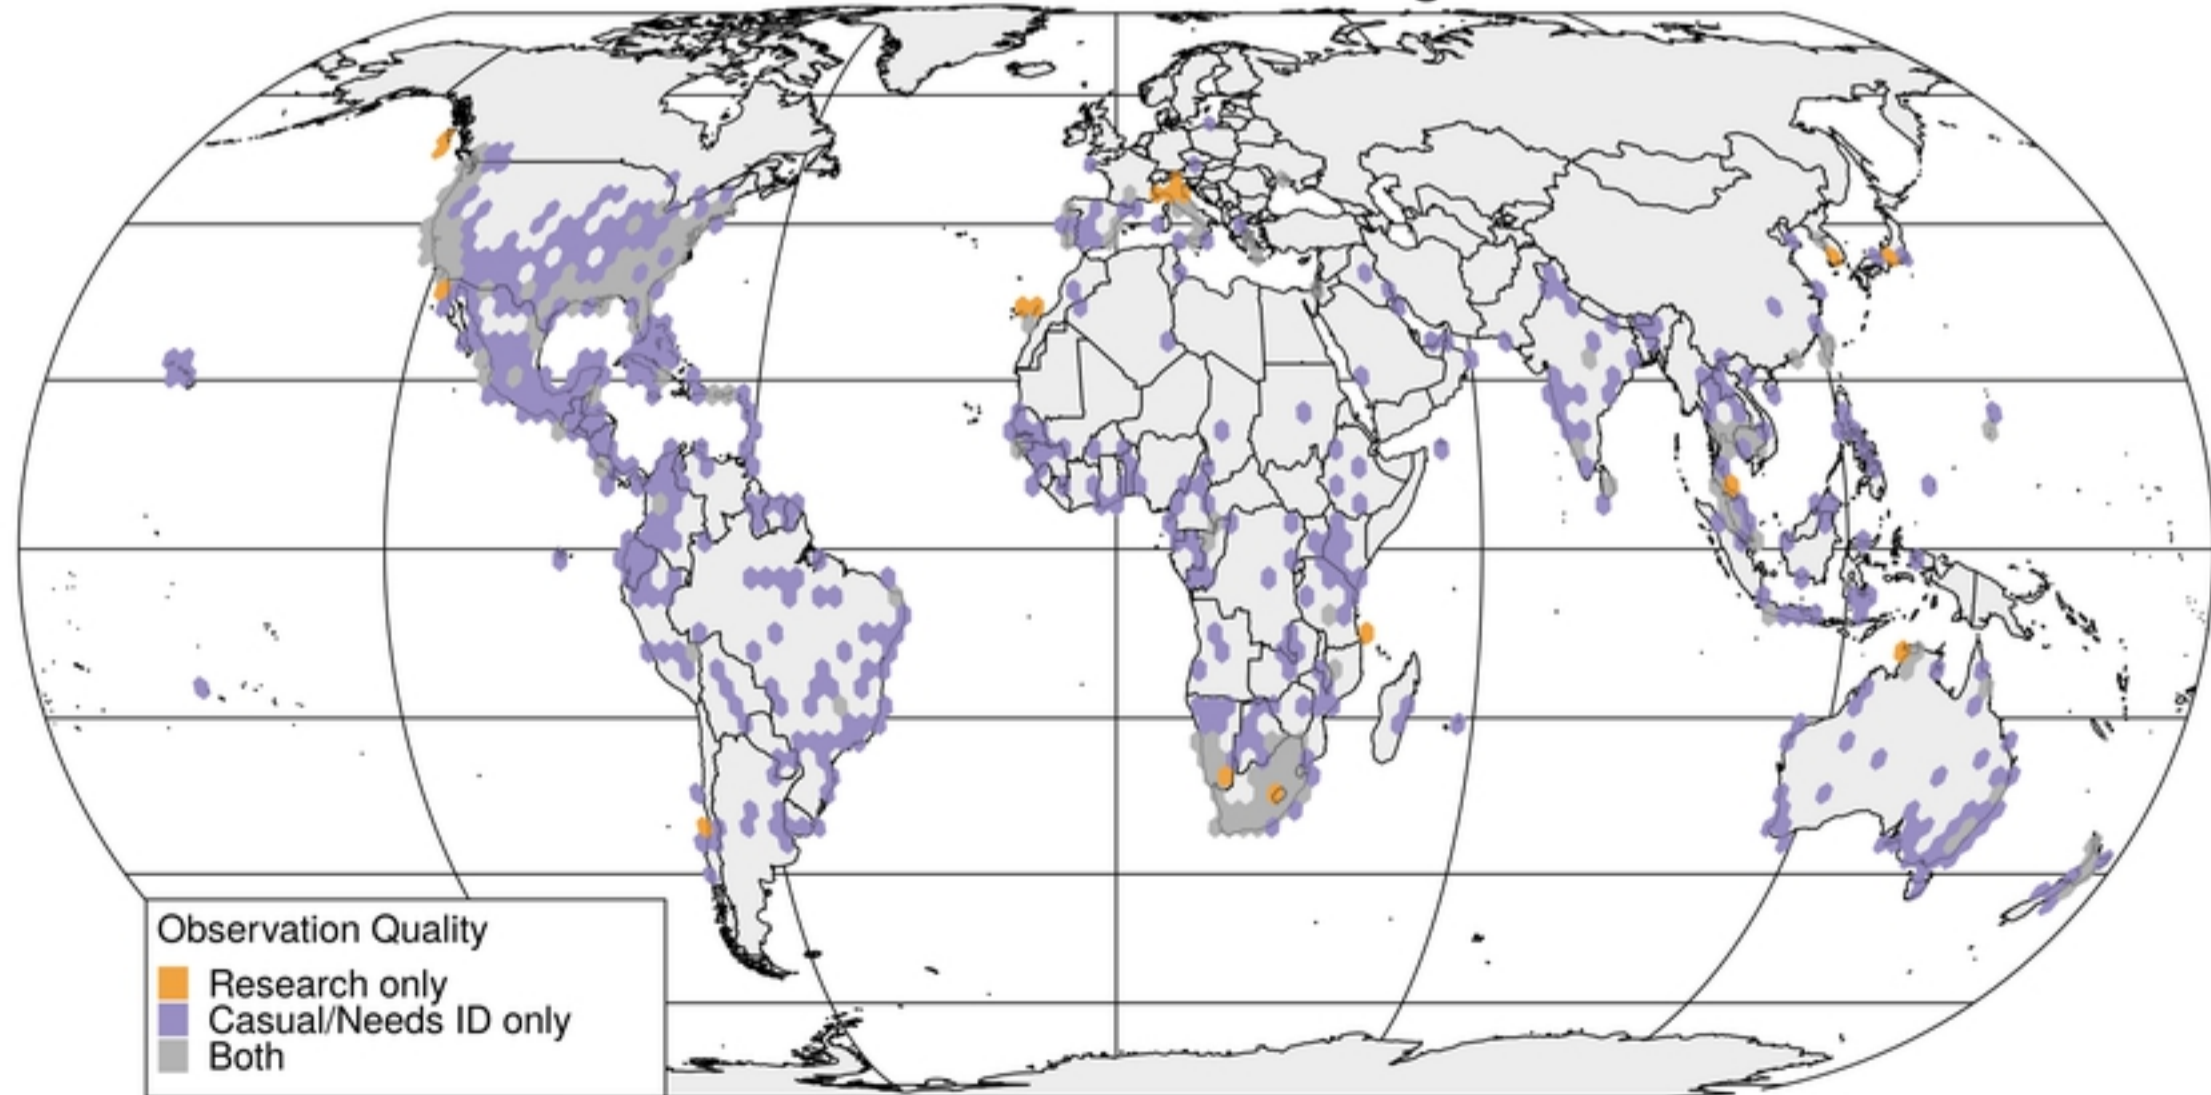 Observation Quality
Research only
Casual/Needs ID only
Both